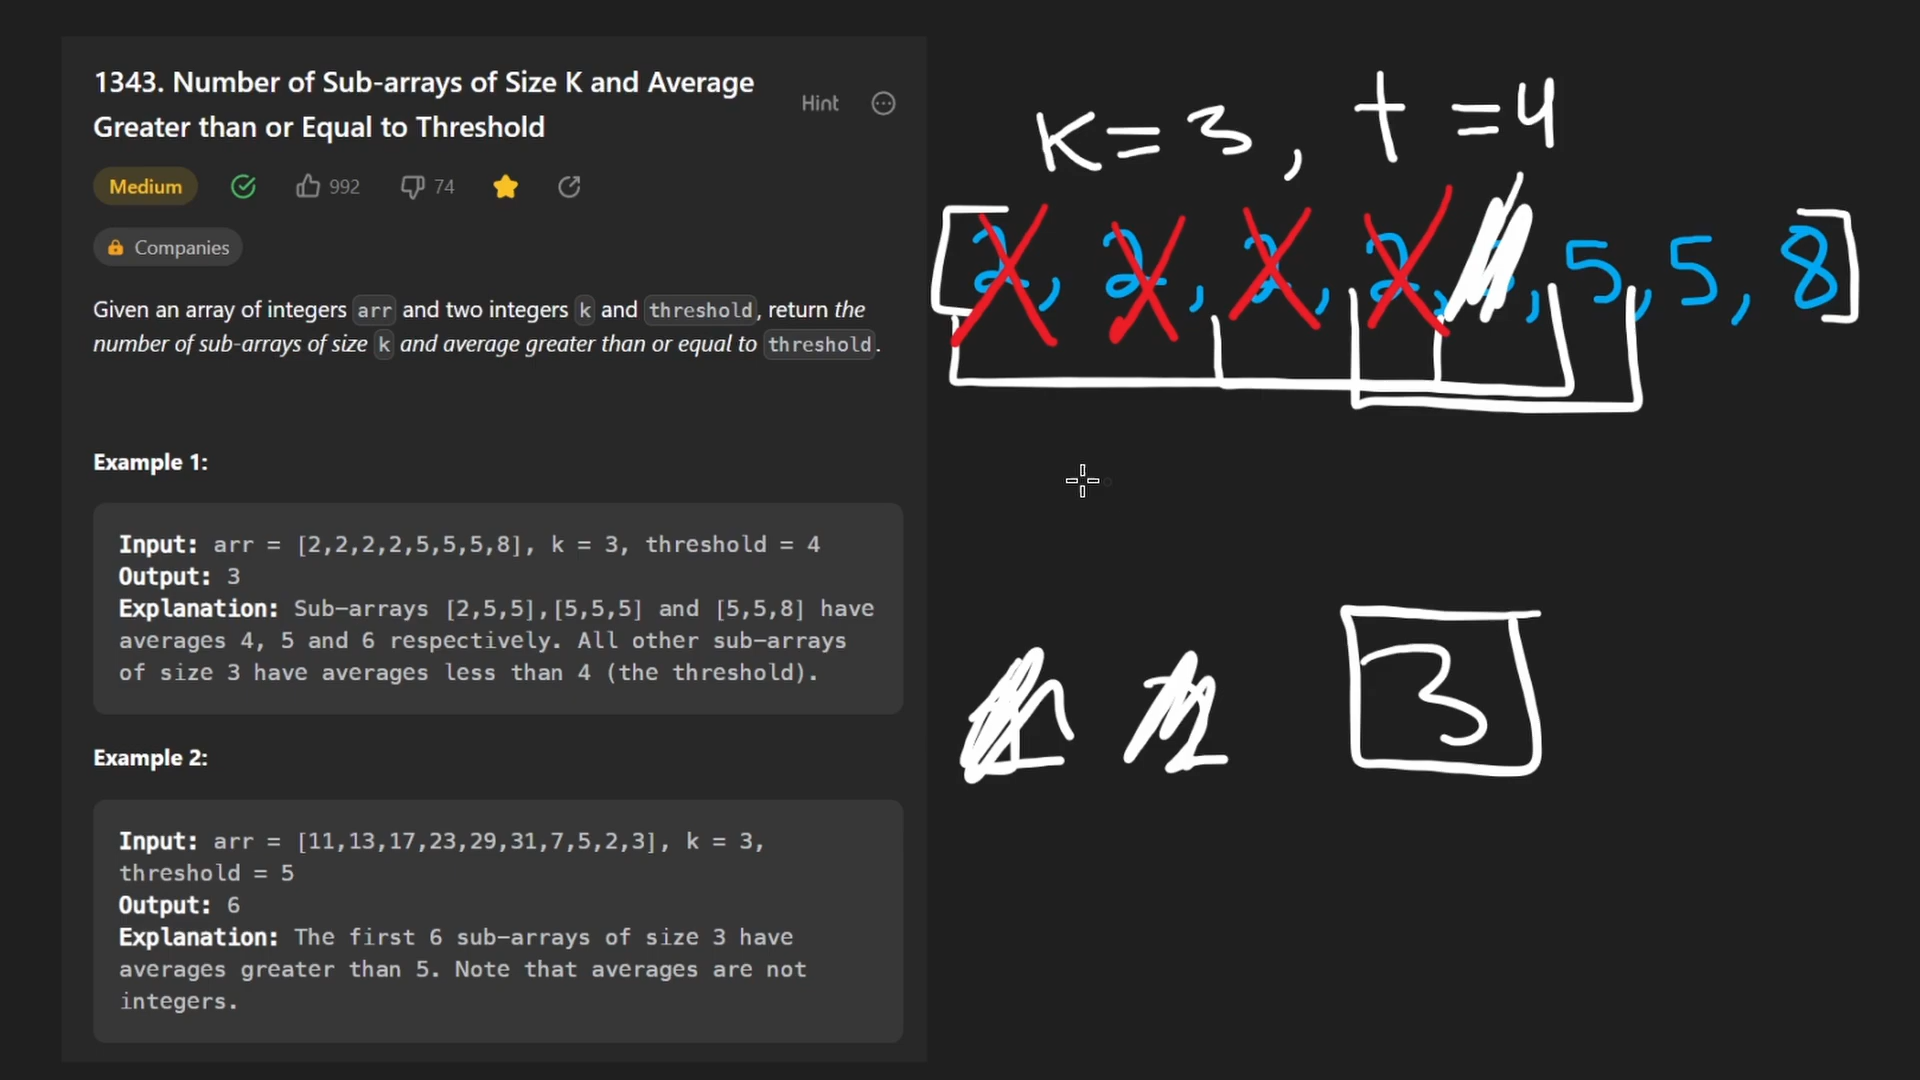 1343. Number of Sub-arrays of Size K and Average
Greater than or Equal to Threshold
Hint
Medium
992
74
Companies
Given an array of integers arr and two integers k and threshold, return the
number of sub-arrays of size k and average greater than or equal to threshold.
Example 1:
Input: arr = [2,2,2,2,5,5,5,8], k = 3, threshold = 4
Output: 3
Explanation: Sub-arrays [2,5,5],[5,5,5] and [5,5,8] have
averages 4, 5 and 6 respectively. All other sub-arrays
of size 3 have averages less than 4 (the threshold).
Example 2:
Input: arr = [11,13,17,23,29,31,7,5,2,3], k = 3,
threshold = 5
Output: 6
Explanation: The first 6 sub-arrays of size 3 have
averages greater than 5. Note that averages are not
integers.
K = 3, t = 4
[2, 2, 2, 2, , 5, 5, 8]
3